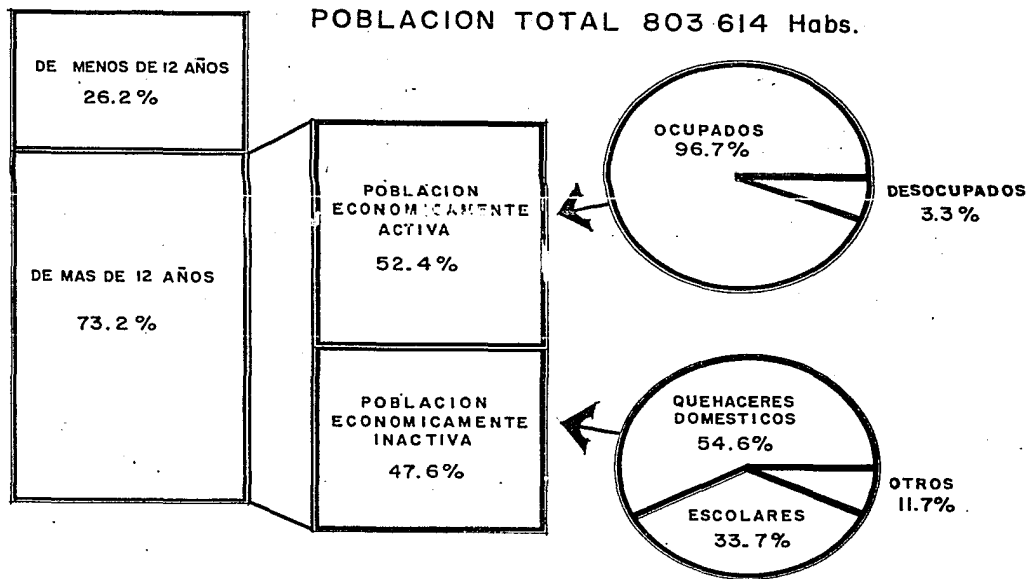 POBLACION TOTAL 803 614 Habs.
DE MENOS DE 12 AÑOS
26.2 %
DE MAS DE 12 AÑOS
73.2 %
POBLACION
ECONOMICAMENTE
ACTIVA
52.4 %
POBLACION
ECONOMICAMENTE
INACTIVA
47.6 %
OCUPADOS
96.7%
DESOCUPADOS
3.3 %
QUEHACERES
DOMESTICOS
54.6%
OTROS
11.7%
ESCOLARES
33.7%